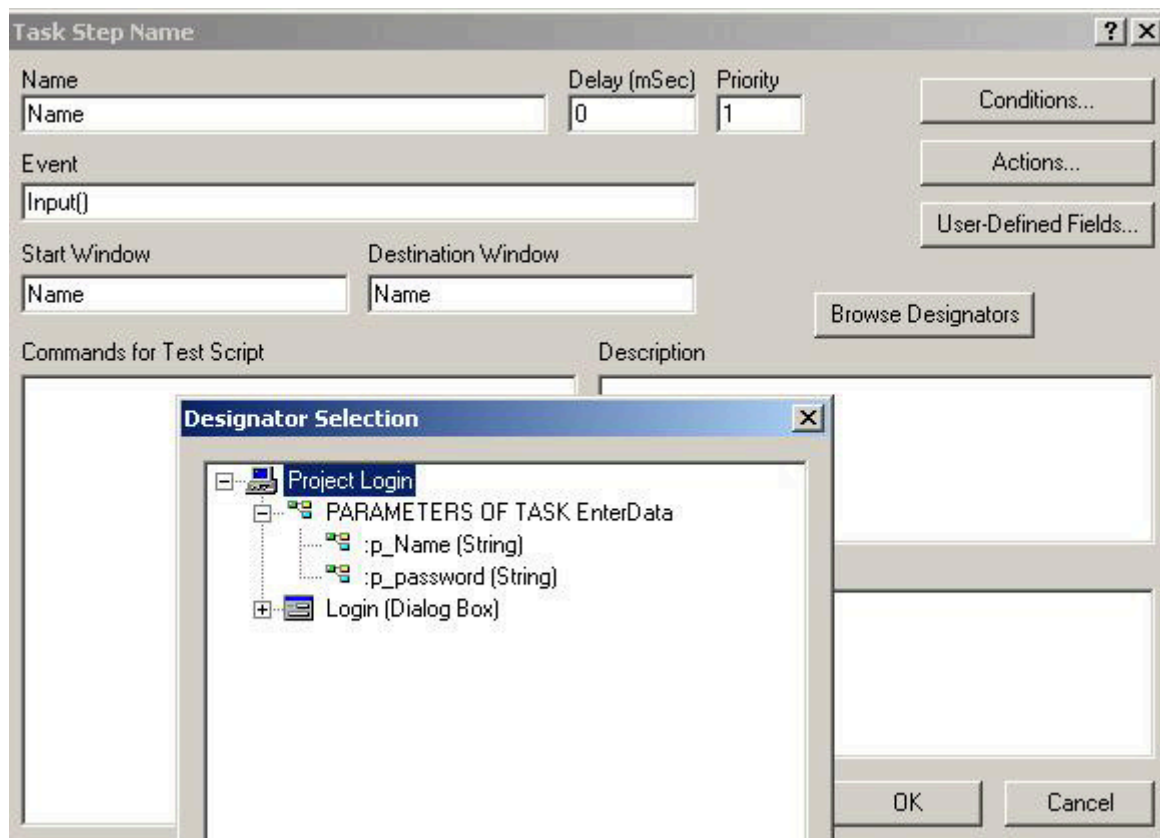 Task Step Name
Name Delay (mSec) Priority
Name 0 1
Conditions...
Event
Actions...
Input()
User-Defined Fields...
Start Window Destination Window
Name Name
Browse Designators
Commands for Test Script Description
Designator Selection
Project Login
PARAMETERS OF TASK EnterData
:p_Name (String)
:p_password (String)
Login (Dialog Box)
OK Cancel